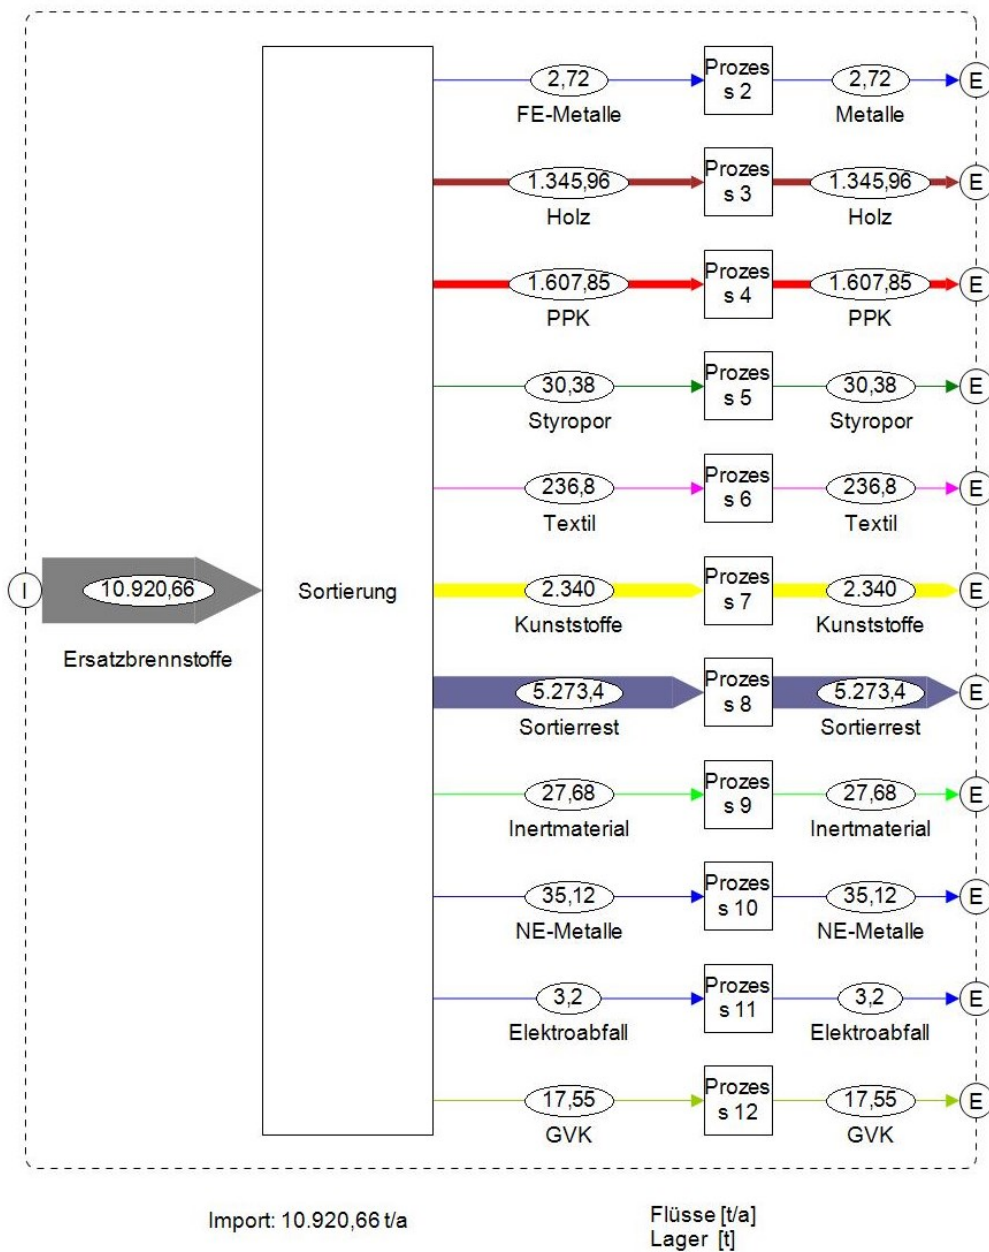 2,72
Prozes
s 2
2,72
E
FE-Metalle
Metalle
1.345,96
Prozes
s 3
1.345,96
E
Holz
Holz
1.607,85
Prozes
s 4
1.607,85
E
PPK
PPK
30,38
Prozes
s 5
30,38
E
Styropor
Styropor
236,8
Prozes
s 6
236,8
E
Textil
Textil
I
10.920,66
Sortierung
2.340
Prozes
s 7
2.340
E
Kunststoffe
Kunststoffe
Ersatzbrennstoffe
5.273,4
Prozes
s 8
5.273,4
E
Sortierrest
Sortierrest
27,68
Prozes
s 9
27,68
E
Inertmaterial
Inertmaterial
35,12
Prozes
s 10
35,12
E
NE-Metalle
NE-Metalle
3,2
Prozes
s 11
3,2
E
Elektroabfall
Elektroabfall
17,55
Prozes
s 12
17,55
E
GVK
GVK
Import: 10.920,66 t/a
Flüsse [t/a]
Lager [t]